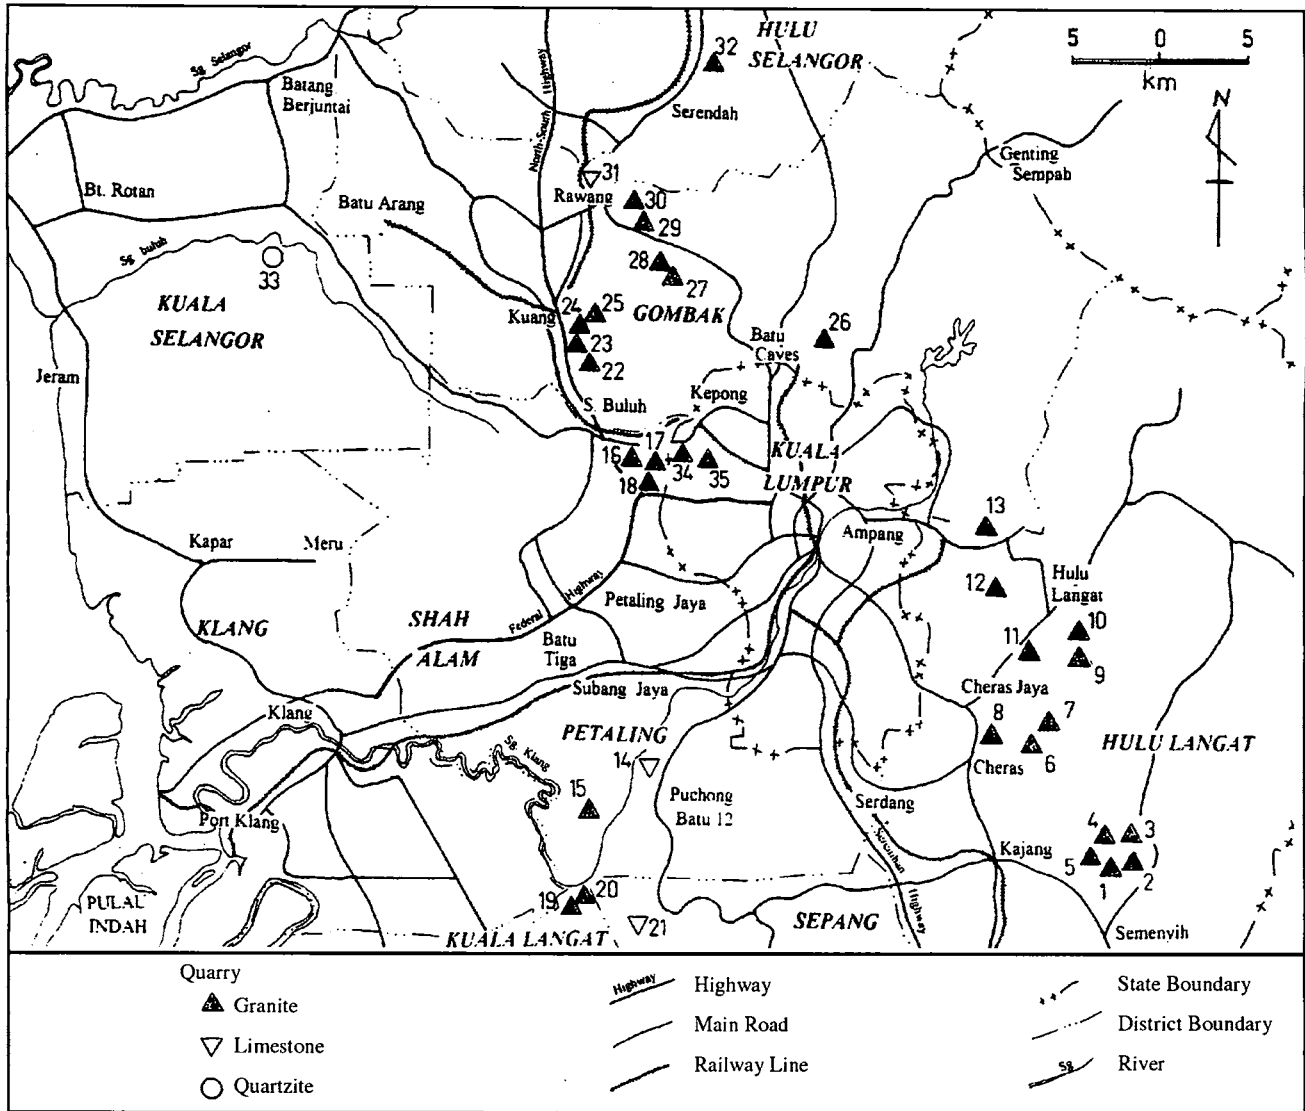 HULU
SELANGOR
32
5 0 5
km
N
Sg Selangor
Batang
Berjuntai
North-South Highway
Serendah
Genting
Sempah
31
Rawang
30
29
Bt. Rotan
Batu Arang
Sg buluh
33
28
27
KUALA
SELANGOR
24
25
Kuang
GOMBAK
23
22
26
Batu
Caves
Jeram
Kepong
S. Buluh
16
17
34
35
18
KUALA
LUMPUR
13
Kapar
Meru
Ampang
12
Hulu
Langat
Federal Highway
Petaling Jaya
SHAH
ALAM
KLANG
Batu
Tiga
10
11
9
Subang Jaya
Cheras Jaya
Klang
8
7
PETALING
HULU LANGAT
Sg Klang
14
Cheras
6
15
Puchong
Batu 12
Serdang
Port Klang
Seremban Highway
4
3
Kajang
5
1
2
PULAL
INDAH
19
20
21
KUALA LANGAT
SEPANG
Semenyih
Quarry
Granite
Limestone
Quartzite
Highway
Highway
Main Road
Railway Line
State Boundary
District Boundary
Sg
River